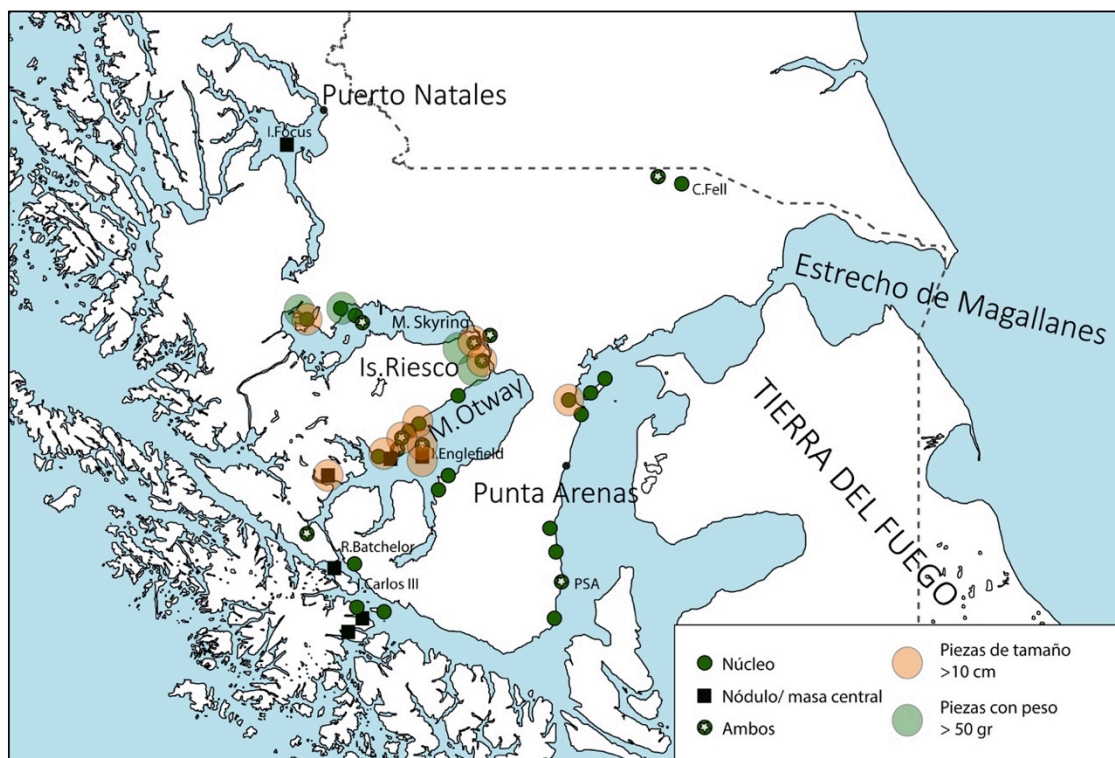 Puerto Natales
I.Focus
C.Fell
Estrecho de Magallanes
M. Skyring
Is.Riesco
M.Otway
I.Englefield
Punta Arenas
TIERRA DEL FUEGO
R.Batchelor
I.Carlos III
PSA
Núcleo
Nódulo/ masa central
Ambos
Piezas de tamaño
>10 cm
Piezas con peso
> 50 gr